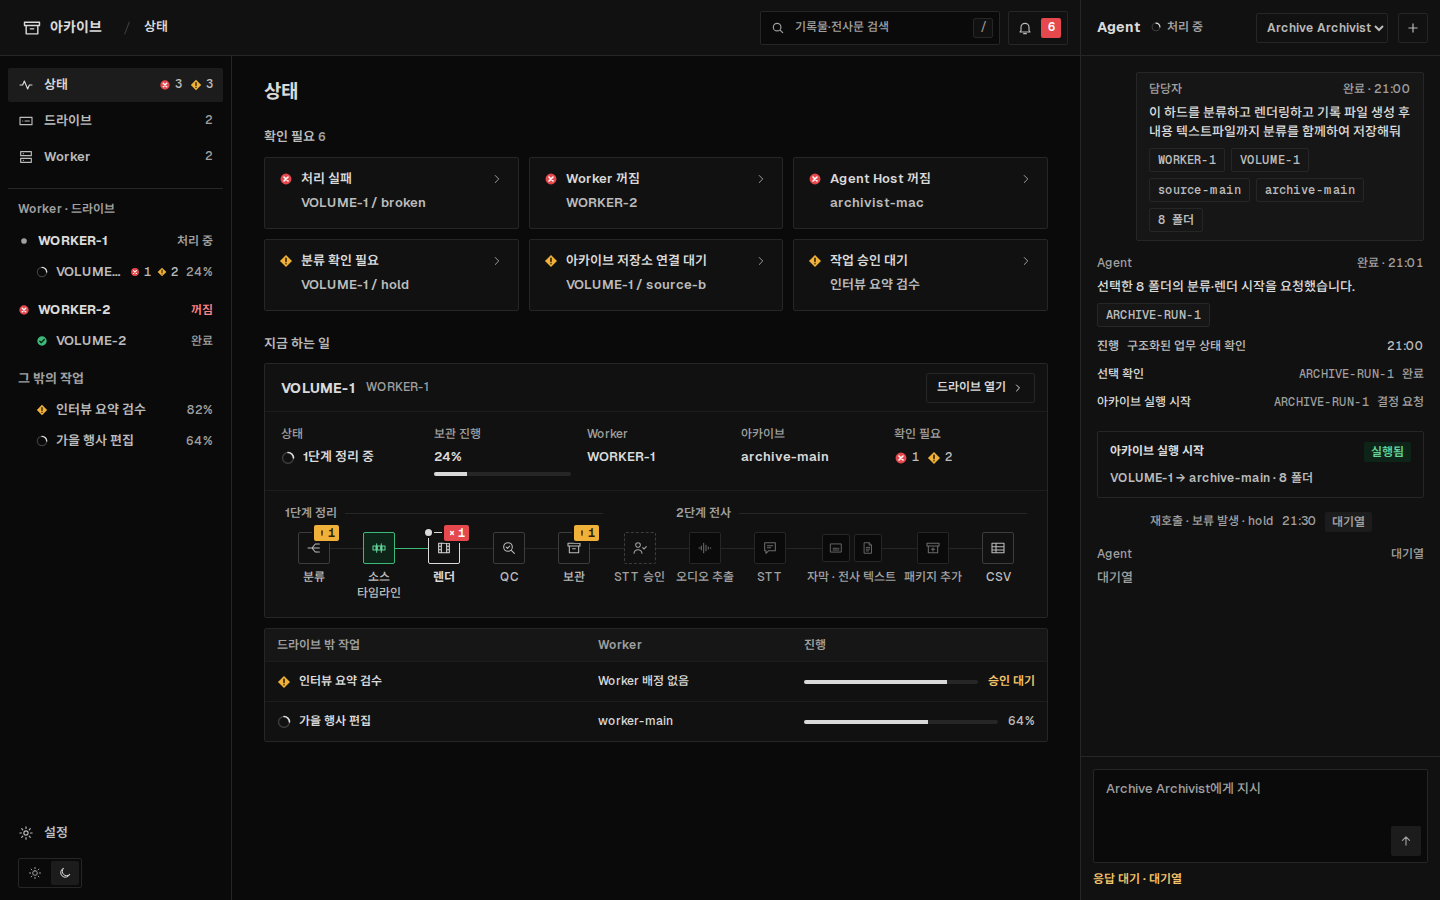 아카이브 / 상태
기록물·전사문 검색 /
6
Agent 처리 중
Archive Archivist
상태 3 3
드라이브 2
Worker 2
Worker · 드라이브
WORKER-1 처리 중
VOLUME... 1 2 24%
WORKER-2 꺼짐
VOLUME-2 완료
그 밖의 작업
인터뷰 요약 검수 82%
가을 행사 편집 64%
설정
상태
확인 필요 6
처리 실패
VOLUME-1 / broken
Worker 꺼짐
WORKER-2
Agent Host 꺼짐
archivist-mac
분류 확인 필요
VOLUME-1 / hold
아카이브 저장소 연결 대기
VOLUME-1 / source-b
작업 승인 대기
인터뷰 요약 검수
지금 하는 일
VOLUME-1 WORKER-1 드라이브 열기
상태 보관 진행 Worker 아카이브 확인 필요
1단계 정리 중 24% WORKER-1 archive-main 1 2
1단계 정리 2단계 전사
1 1 1
분류 소스 렌더 QC 보관 STT 승인 오디오 추출 STT 자막 · 전사 텍스트 패키지 추가 CSV
타임라인
드라이브 밖 작업 Worker 진행
인터뷰 요약 검수 Worker 배정 없음 승인 대기
가을 행사 편집 worker-main 64%
담당자 완료 · 21:00
이 하드를 분류하고 렌더링하고 기록 파일 생성 후
내용 텍스트파일까지 분류를 함께하여 저장해둬
WORKER-1 VOLUME-1
source-main archive-main
8 폴더
Agent 완료 · 21:01
선택한 8 폴더의 분류·렌더 시작을 요청했습니다.
ARCHIVE-RUN-1
진행 구조화된 업무 상태 확인 21:00
선택 확인 ARCHIVE-RUN-1 완료
아카이브 실행 시작 ARCHIVE-RUN-1 결정 요청
아카이브 실행 시작 실행됨
VOLUME-1 → archive-main · 8 폴더
재호출 · 보류 발생 · hold 21:30 대기열
Agent 대기열
대기열
Archive Archivist에게 지시
응답 대기 · 대기열